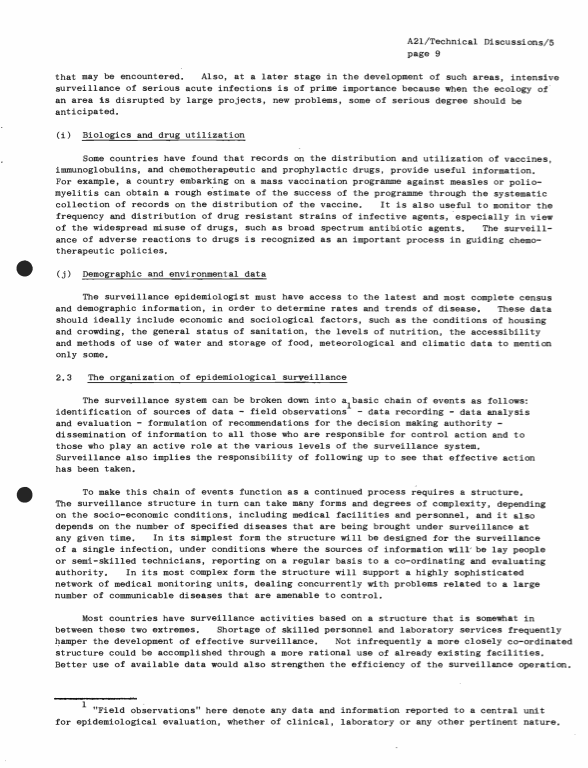 A21/Technical Discussions/5
page 9
that may be encountered. Also, at a later stage in the development of such areas, intensive
surveillance of serious acute infections is of prime importance because when the ecology of
an area is disrupted by large projects, new problems, some of serious degree should be
anticipated.
(i) Biologics and drug utilization
Some countries have found that records on the distribution and utilization of vaccines,
immunoglobulins, and chemotherapeutic and prophylactic drugs, provide useful information.
For example, a country embarking on a mass vaccination programme against measles or polio-
myelitis can obtain a rough estimate of the success of the programme through the systematic
collection of records on the distribution of the vaccine. It is also useful to monitor the
frequency and distribution of drug resistant strains of infective agents, especially in view
of the widespread misuse of drugs, such as broad spectrum antibiotic agents. The surveill-
ance of adverse reactions to drugs is recognized as an important process in guiding chemo-
therapeutic policies.
(j) Demographic and environmental data
The surveillance epidemiologist must have access to the latest and most complete census
and demographic information, in order to determine rates and trends of disease. These data
should ideally include economic and sociological factors, such as the conditions of housing
and crowding, the general status of sanitation, the levels of nutrition, the accessibility
and methods of use of water and storage of food, meteorological and climatic data to mention
only some.
2.3 The organization of epidemiological surveillance
The surveillance system can be broken down into a basic chain of events as follows:
identification of sources of data - field observations1 - data recording - data analysis
and evaluation - formulation of recommendations for the decision making authority -
dissemination of information to all those who are responsible for control action and to
those who play an active role at the various levels of the surveillance system.
Surveillance also implies the responsibility of following up to see that effective action
has been taken.
To make this chain of events function as a continued process requires a structure.
The surveillance structure in turn can take many forms and degrees of complexity, depending
on the socio-economic conditions, including medical facilities and personnel, and it also
depends on the number of specified diseases that are being brought under surveillance at
any given time. In its simplest form the structure will be designed for the surveillance
of a single infection, under conditions where the sources of information will be lay people
or semi-skilled technicians, reporting on a regular basis to a co-ordinating and evaluating
authority. In its most complex form the structure will support a highly sophisticated
network of medical monitoring units, dealing concurrently with problems related to a large
number of communicable diseases that are amenable to control.
Most countries have surveillance activities based on a structure that is somewhat in
between these two extremes. Shortage of skilled personnel and laboratory services frequently
hamper the development of effective surveillance. Not infrequently a more closely co-ordinated
structure could be accomplished through a more rational use of already existing facilities.
Better use of available data would also strengthen the efficiency of the surveillance operation.
1 "Field observations" here denote any data and information reported to a central unit
for epidemiological evaluation, whether of clinical, laboratory or any other pertinent nature.